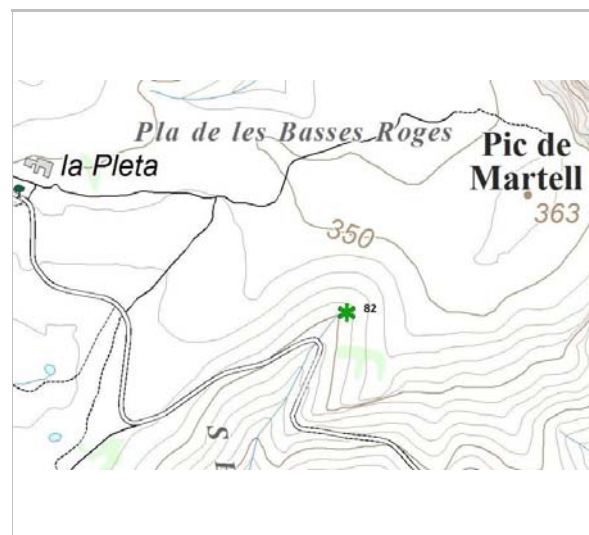 Pla de les Basses Roges
la Pleta
Pic de
Martell
363
350
82
S